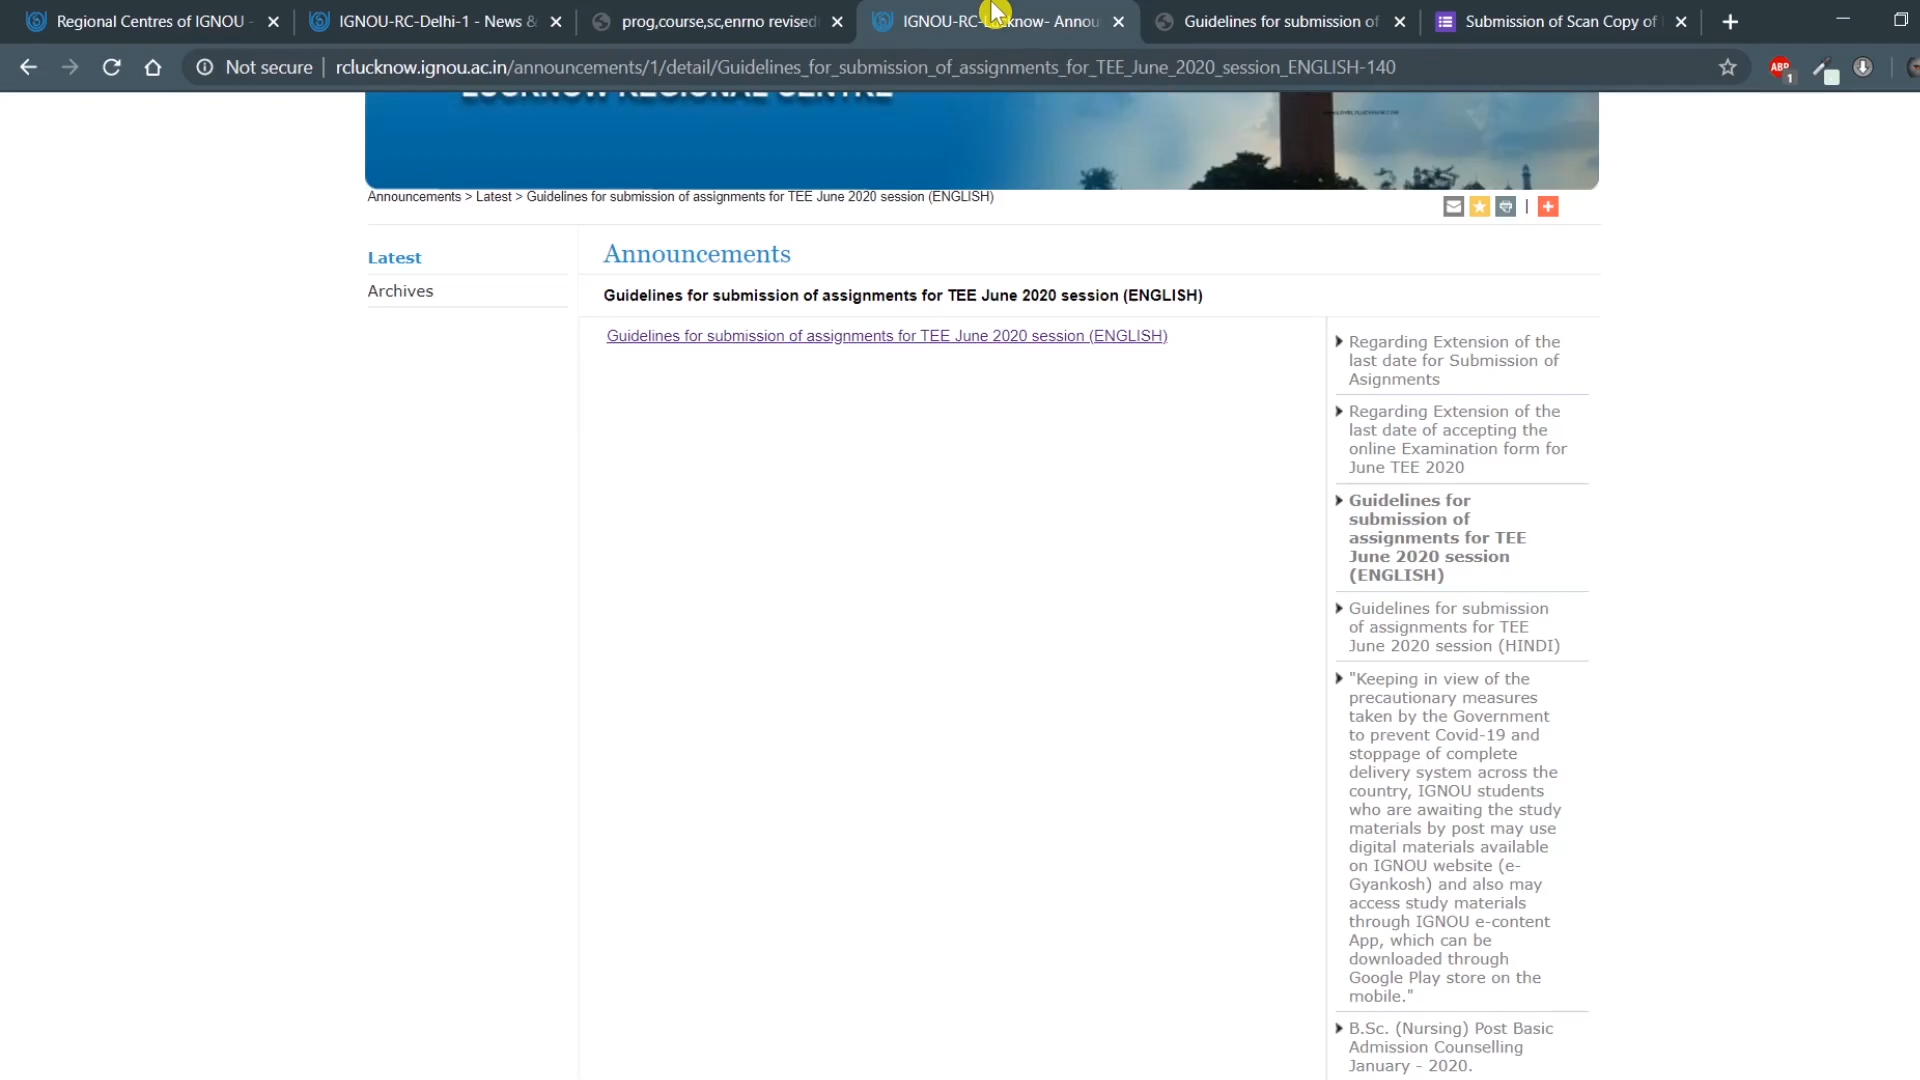 Regional Centres of IGNOU -
IGNOU-RC-Delhi-1 - News &
prog,course,sc,enrno revised
IGNOU-RC-Lucknow- Annou
Guidelines for submission of
Submission of Scan Copy of
Not secure | rclucknow.ignou.ac.in/announcements/1/detail/Guidelines_for_submission_of_assignments_for_TEE_June_2020_session_ENGLISH-140
ABP
1
LUCKNOW REGIONAL CENTRE
Announcements > Latest > Guidelines for submission of assignments for TEE June 2020 session (ENGLISH)
Latest
Archives
Announcements
Guidelines for submission of assignments for TEE June 2020 session (ENGLISH)
Guidelines for submission of assignments for TEE June 2020 session (ENGLISH)
Regarding Extension of the
last date for Submission of
Asignments
Regarding Extension of the
last date of accepting the
online Examination form for
June TEE 2020
Guidelines for
submission of
assignments for TEE
June 2020 session
(ENGLISH)
Guidelines for submission
of assignments for TEE
June 2020 session (HINDI)
"Keeping in view of the
precautionary measures
taken by the Government
to prevent Covid-19 and
stoppage of complete
delivery system across the
country, IGNOU students
who are awaiting the study
materials by post may use
digital materials available
on IGNOU website (e-
Gyankosh) and also may
access study materials
through IGNOU e-content
App, which can be
downloaded through
Google Play store on the
mobile."
B.Sc. (Nursing) Post Basic
Admission Counselling
January - 2020.